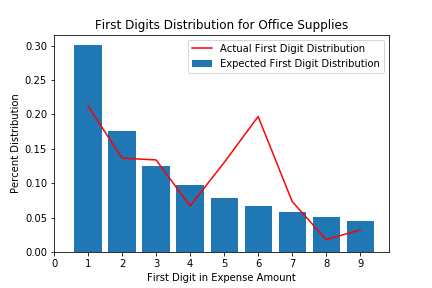 First Digits Distribution for Office Supplies
Actual First Digit Distribution
Expected First Digit Distribution
Percent Distribution
0.30
0.25
0.20
0.15
0.10
0.05
0.00
0 1 2 3 4 5 6 7 8 9
First Digit in Expense Amount